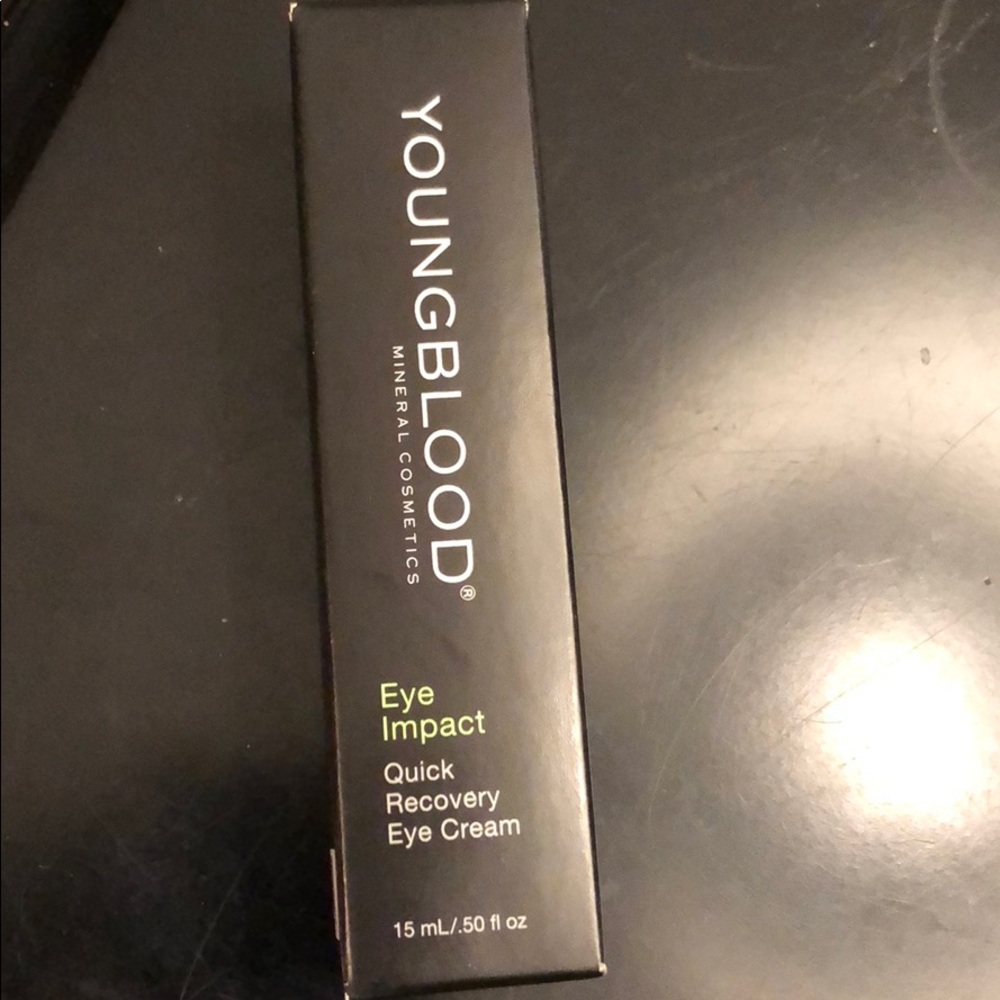 YOUNGBLOOD®
MINERAL COSMETICS
Eye
Impact
Quick
Recovery
Eye Cream
15 mL/.50 fl oz